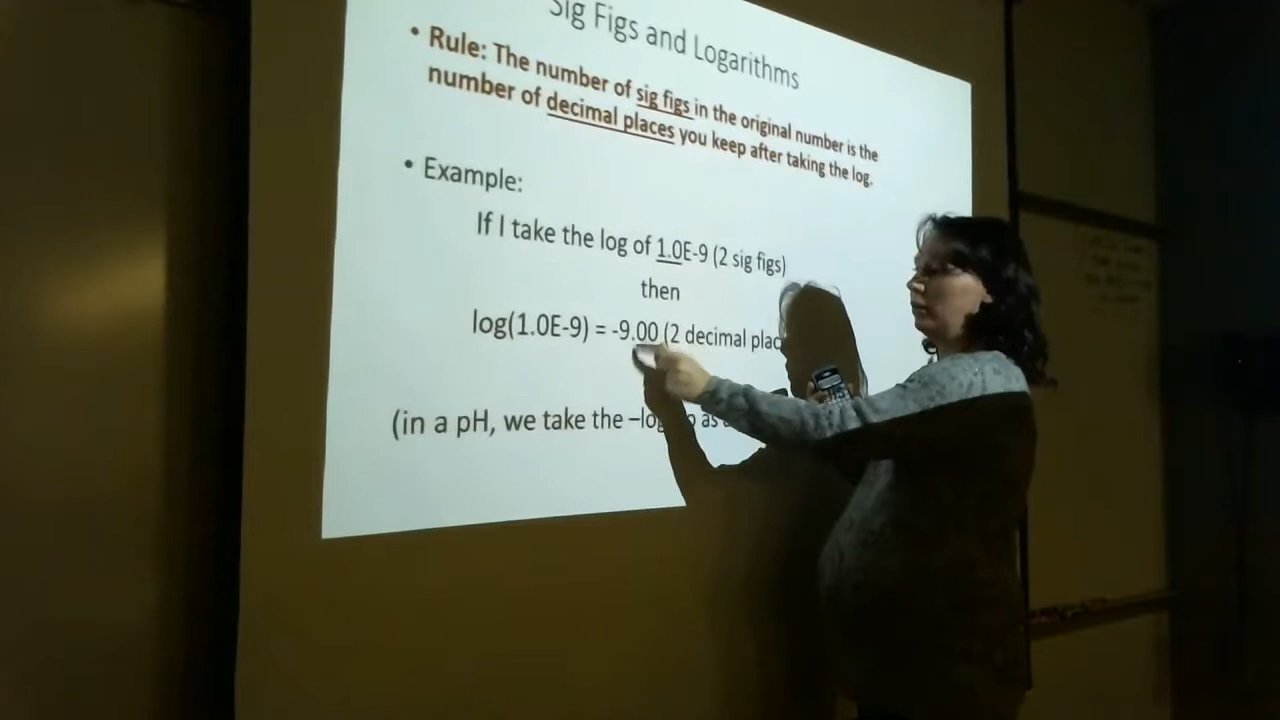 Sig Figs and Logarithms
• Rule: The number of sig figs in the original number is the
number of decimal places you keep after taking the log.
• Example:
If I take the log of 1.0E-9 (2 sig figs)
then
log(1.0E-9) = -9.00 (2 decimal plac
(in a pH, we take the –log as